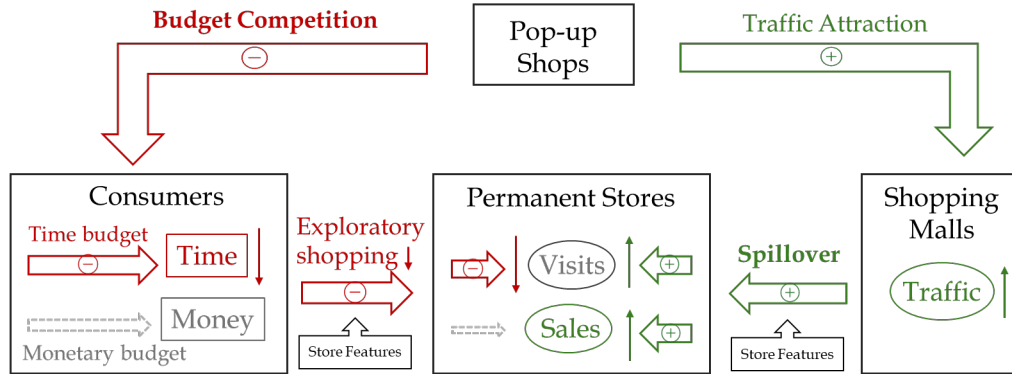 Budget Competition
Pop-up
Shops
Traffic Attraction
Consumers
Time budget
Time
Money
Monetary budget
Exploratory
shopping
Store Features
Permanent Stores
Visits
Sales
Spillover
Store Features
Shopping
Malls
Traffic